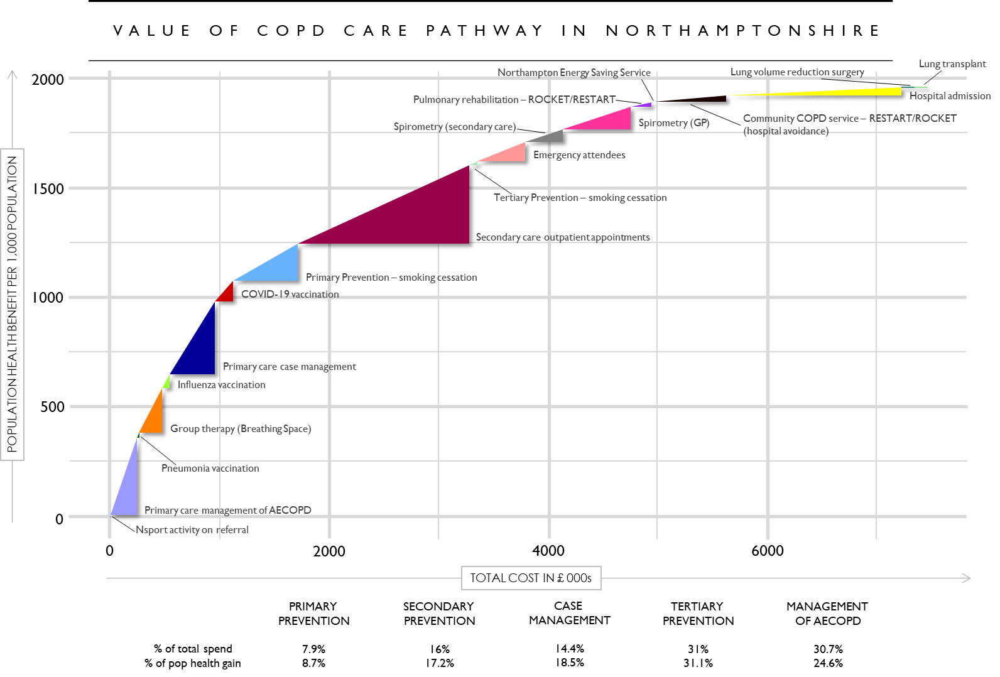 VALUE OF COPD CARE PATHWAY IN NORTHAMPTONSHIRE
Lung transplant
Northampton Energy Saving Service
Lung volume reduction surgery
2000
Pulmonary rehabilitation – ROCKET/RESTART
Hospital admission
Community COPD service – RESTART/ROCKET
(hospital avoidance)
Spirometry (GP)
Spirometry (secondary care)
Emergency attendees
1500
Tertiary Prevention – smoking cessation
Secondary care outpatient appointments
Primary Prevention – smoking cessation
1000
COVID-19 vaccination
Primary care case management
Influenza vaccination
500
Group therapy (Breathing Space)
Pneumonia vaccination
Primary care management of AECOPD
0
Nsport activity on referral
POPULATION HEALTH BENEFIT PER 1,000 POPULATION
0 2000 4000 6000
TOTAL COST IN £ 000s
PRIMARY SECONDARY CASE TERTIARY MANAGEMENT
PREVENTION PREVENTION MANAGEMENT PREVENTION OF AECOPD
% of total spend 7.9% 16% 14.4% 31% 30.7%
% of pop health gain 8.7% 17.2% 18.5% 31.1% 24.6%